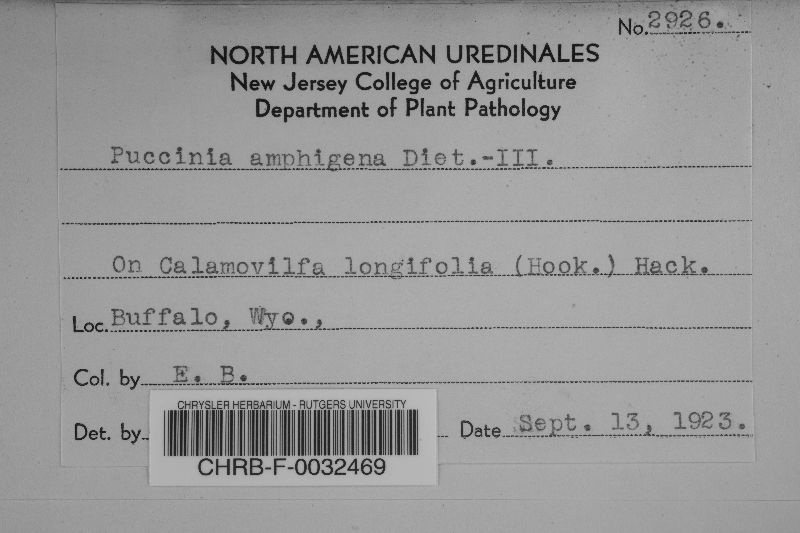 No. 2926.
NORTH AMERICAN UREDINALES
New Jersey College of Agriculture
Department of Plant Pathology
Puccinia amphigena Diet.-III.
On Calamovilfa longifolia (Hook.) Hack.
Loc. Buffalo, Wyo.,
Col. by E. B.
Det. by
Date Sept. 13, 1923.
CHRYSLER HERBARIUM - RUTGERS UNIVERSITY
CHRB-F-0032469